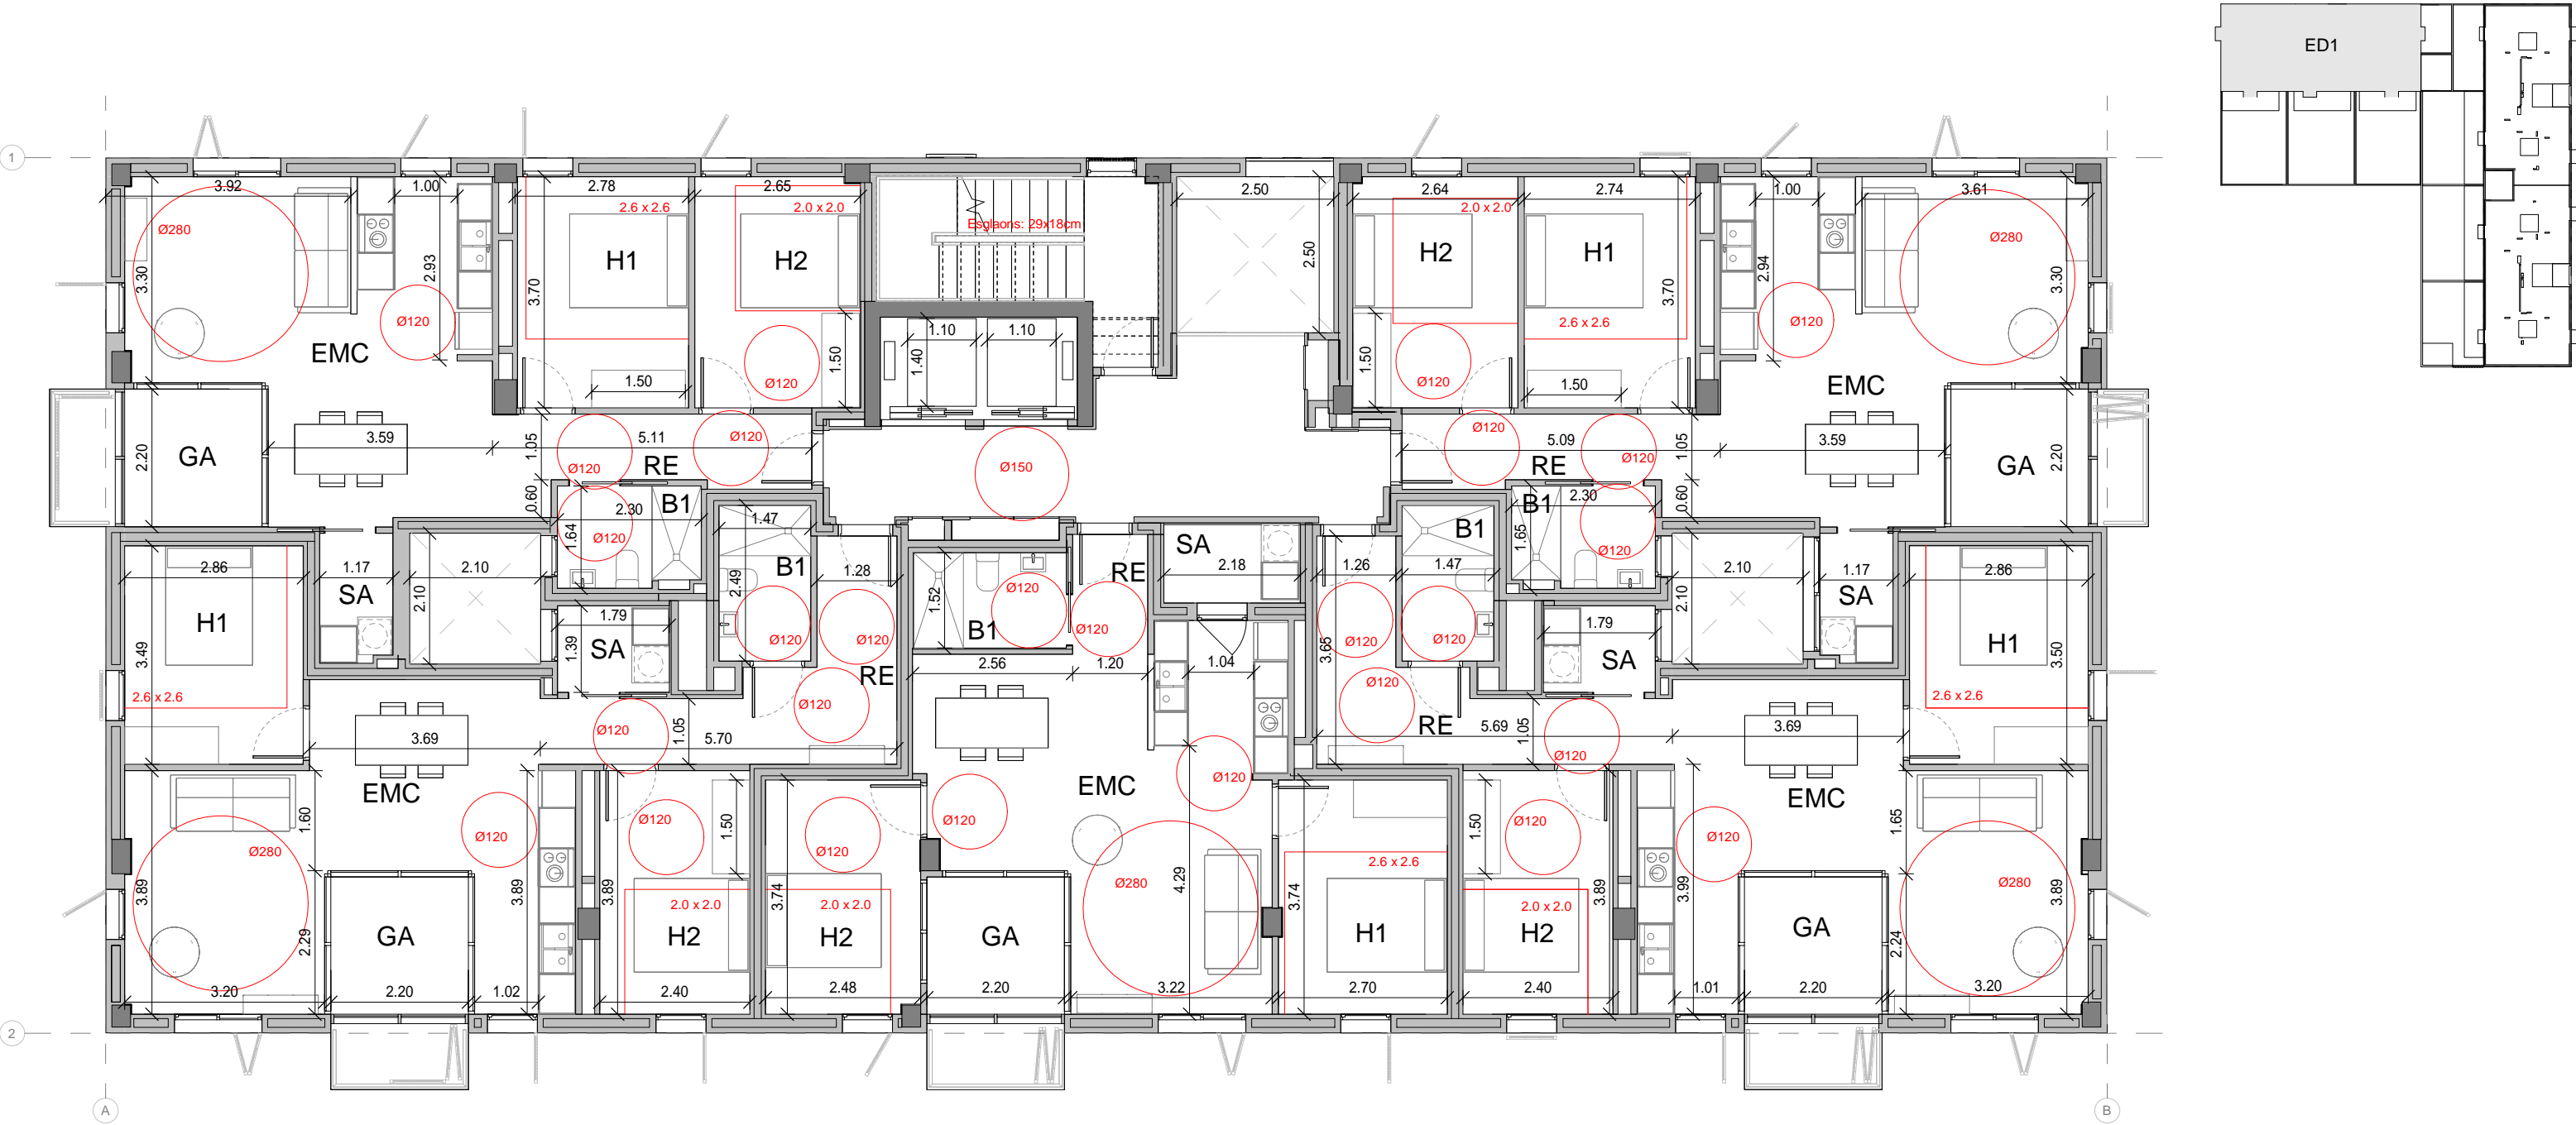 ED1
1
3.92
1.00
2.78
2.65
2.50
2.64
2.74
1.00
3.61
2.6 x 2.6
2.0 x 2.0
Esglaons: 29x18cm
2.0 x 2.0
Ø280
Ø280
H1
H2
2.50
H2
H1
3.30
2.93
3.70
3.70
2.94
3.30
Ø120
1.10
1.10
2.6 x 2.6
Ø120
EMC
1.50
1.40
1.50
1.50
Ø120
Ø120
1.50
EMC
3.59
5.11
Ø120
Ø120
5.09
3.59
GA
2.20
1.05
Ø120
RE
Ø150
RE
Ø120
1.05
2.20
GA
0.60
2.30
B1
1.47
B1
B1
2.30
0.60
1.64
Ø120
SA
1.65
Ø120
2.86
1.17
2.10
B1
1.28
RE
2.18
1.26
1.47
2.10
1.17
2.86
SA
2.10
2.49
1.52
Ø120
2.10
SA
H1
1.79
Ø120
Ø120
B1
Ø120
Ø120
Ø120
1.79
H1
3.49
1.39
SA
3.65
SA
3.50
2.56
1.20
1.04
RE
Ø120
2.6 x 2.6
Ø120
2.6 x 2.6
Ø120
1.05
RE
1.05
3.69
5.70
5.69
3.69
Ø120
EMC
EMC
Ø120
EMC
1.60
Ø120
1.50
Ø120
1.50
Ø120
1.65
Ø120
Ø120
Ø120
Ø280
2.6 x 2.6
Ø280
3.89
3.89
3.89
3.74
Ø280
4.29
3.74
3.89
3.99
3.89
2.0 x 2.0
2.0 x 2.0
2.0 x 2.0
2.29
GA
H2
H2
GA
H1
H2
GA
2.24
3.20
2.20
1.02
2.40
2.48
2.20
3.22
2.70
2.40
1.01
2.20
3.20
2
A
B